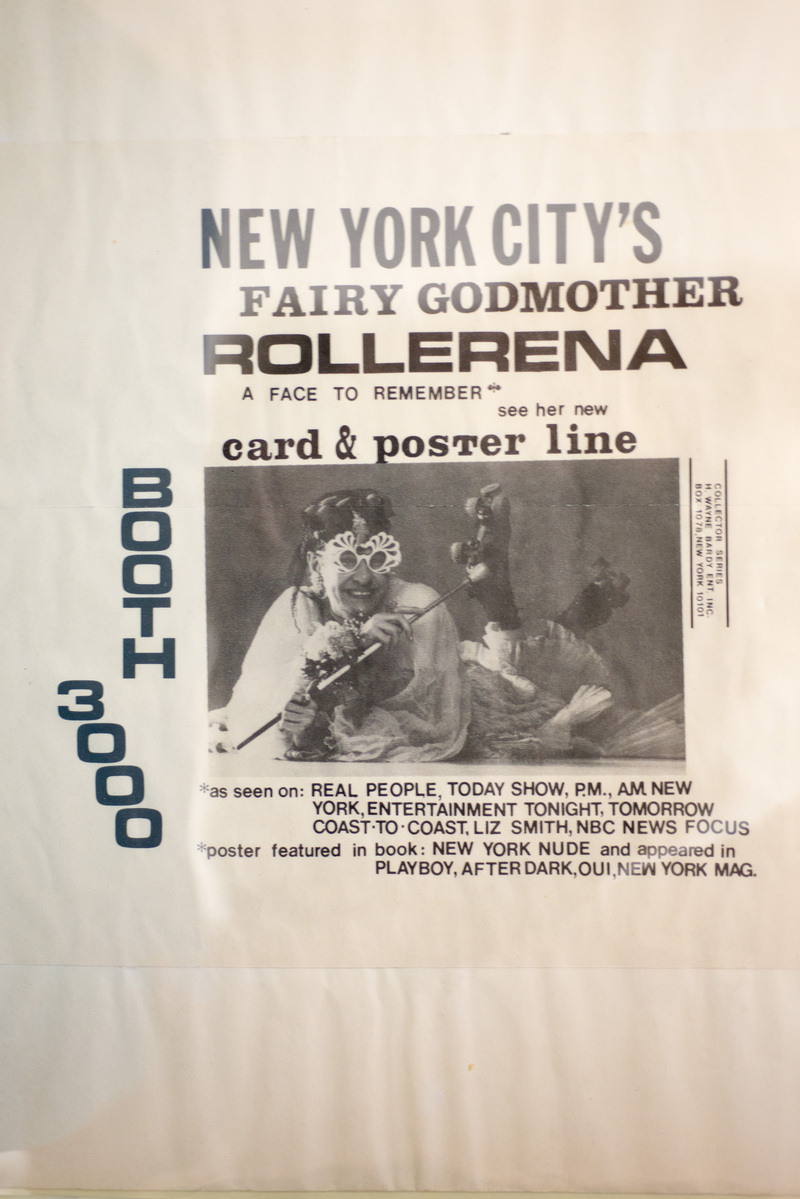 NEW YORK CITY'S
FAIRY GODMOTHER
ROLLERENA
A FACE TO REMEMBER**
see her new
card & poster line
BOOTH
3000
COLLECTOR SERIES
H. WAYNE BARDY ENT. INC.
BOX 1078, NEW YORK 10101
*as seen on: REAL PEOPLE, TODAY SHOW, P.M., A.M. NEW
YORK, ENTERTAINMENT TONIGHT, TOMORROW
COAST·TO·COAST, LIZ SMITH, NBC NEWS FOCUS
*poster featured in book: NEW YORK NUDE and appeared in
PLAYBOY, AFTER DARK, OUI, NEW YORK MAG.